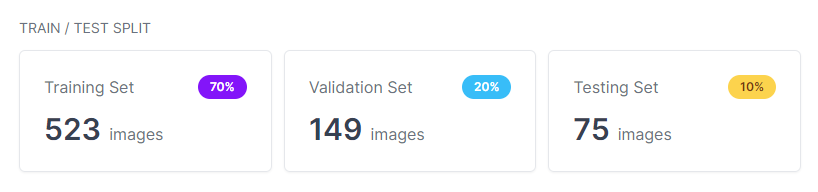 TRAIN / TEST SPLIT
Training Set 70%
523 images
Validation Set 20%
149 images
Testing Set 10%
75 images